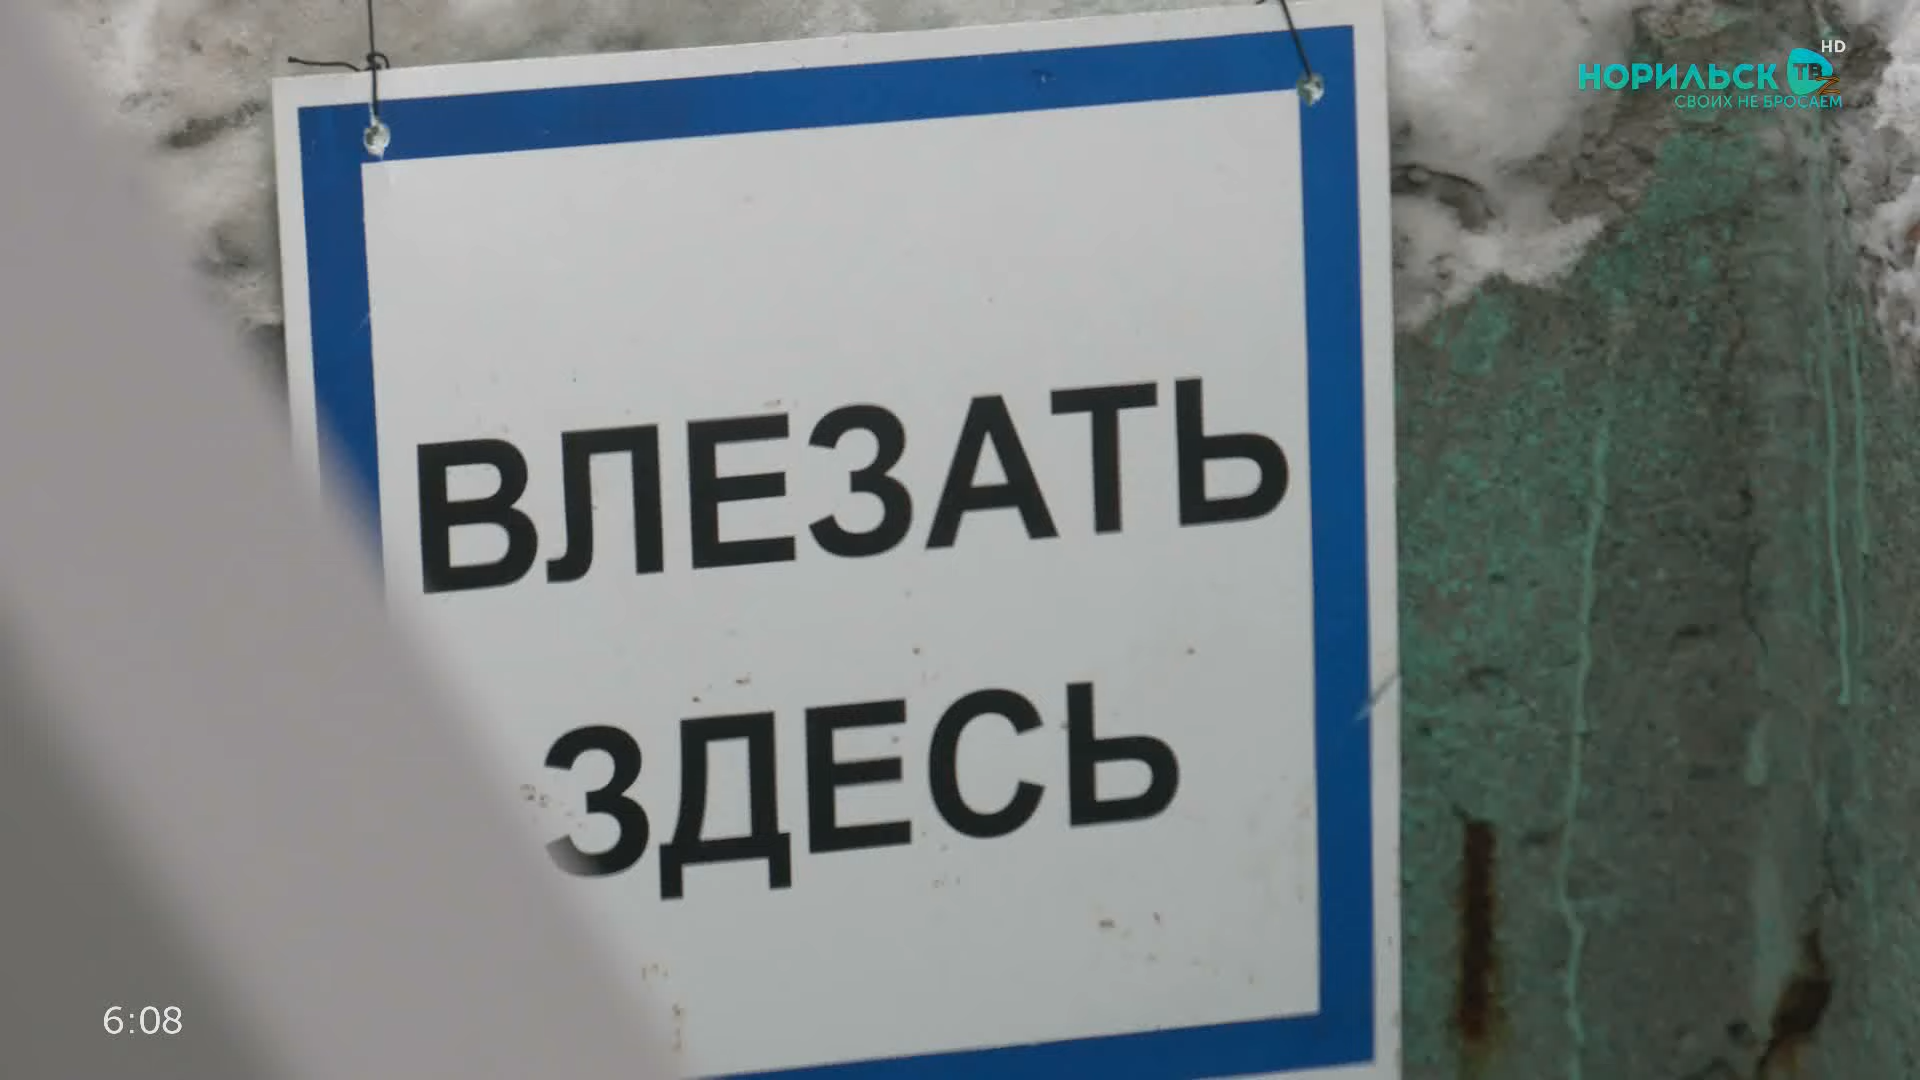 HD
НОРИЛЬСК ТВ
СВОИХ НЕ БРОСАЕМ
ВЛЕЗАТЬ
ЗДЕСЬ
6:08